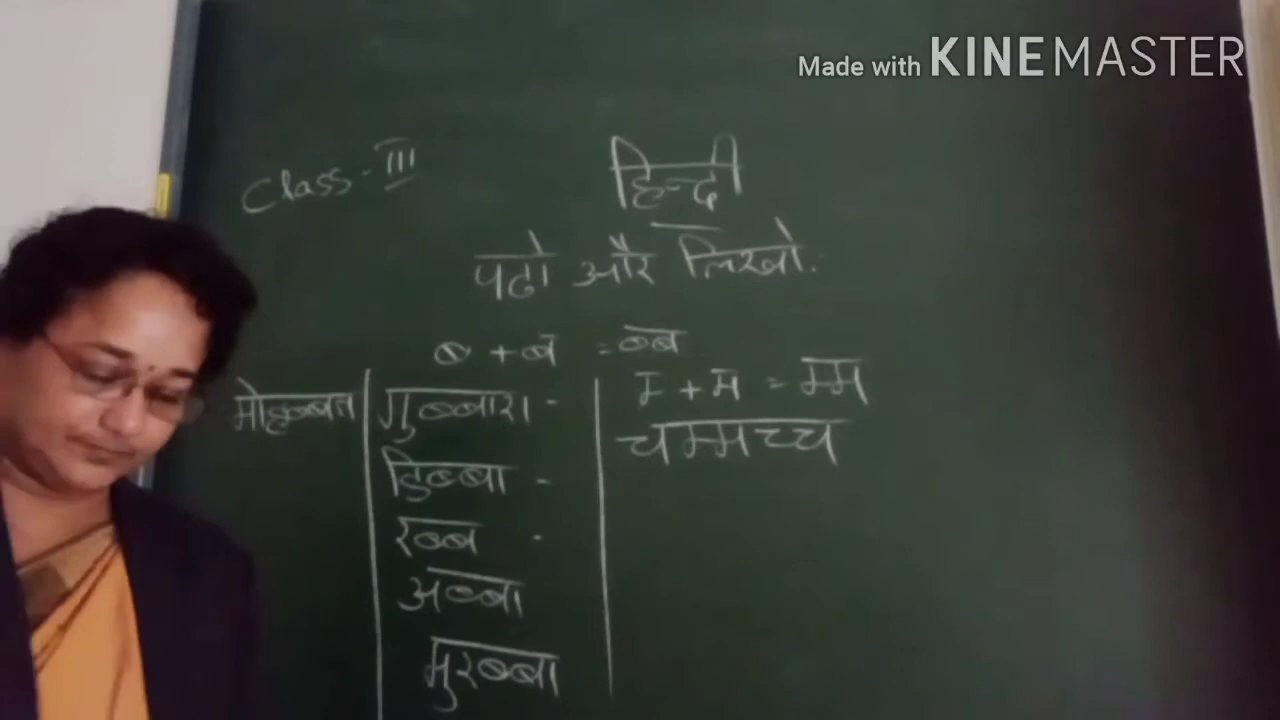 Made with KINEMASTER
Class - III
हिन्दी
पढो और लिखो.
ब् + ब = ब्ब
मोहब्बत
गुब्बारा -
डिब्बा -
रब्ब -
अब्बा
मुरब्बा
म् + म = म्म
चम्मच्च